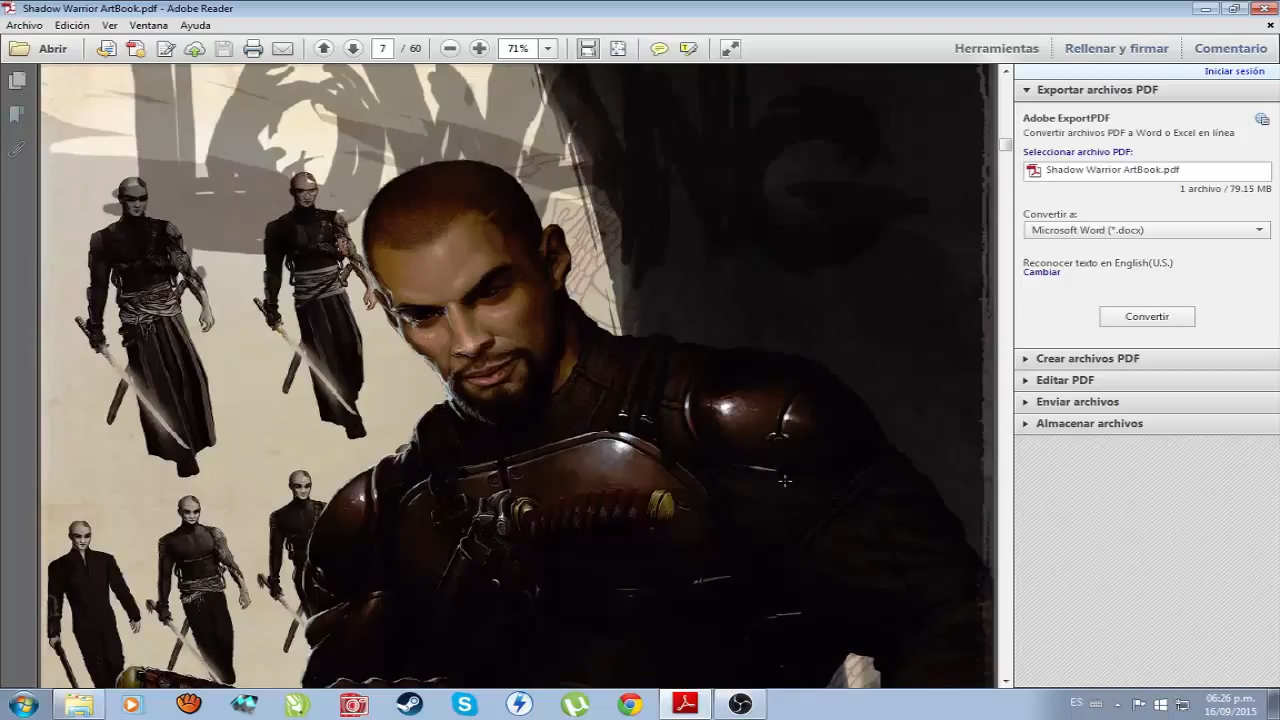 Shadow Warrior ArtBook.pdf - Adobe Reader
Archivo Edición Ver Ventana Ayuda
Abrir 7 / 60 71% Herramientas Rellenar y firmar Comentario
Iniciar sesión
Exportar archivos PDF
Adobe ExportPDF
Convertir archivos PDF a Word o Excel en línea
Seleccionar archivo PDF:
Shadow Warrior ArtBook.pdf
1 archivo / 79.15 MB
Convertir a:
Microsoft Word (*.docx)
Reconocer texto en English(U.S.)
Cambiar
Convertir
Crear archivos PDF
Editar PDF
Enviar archivos
Almacenar archivos
ES 06:26 p.m.
16/09/2015